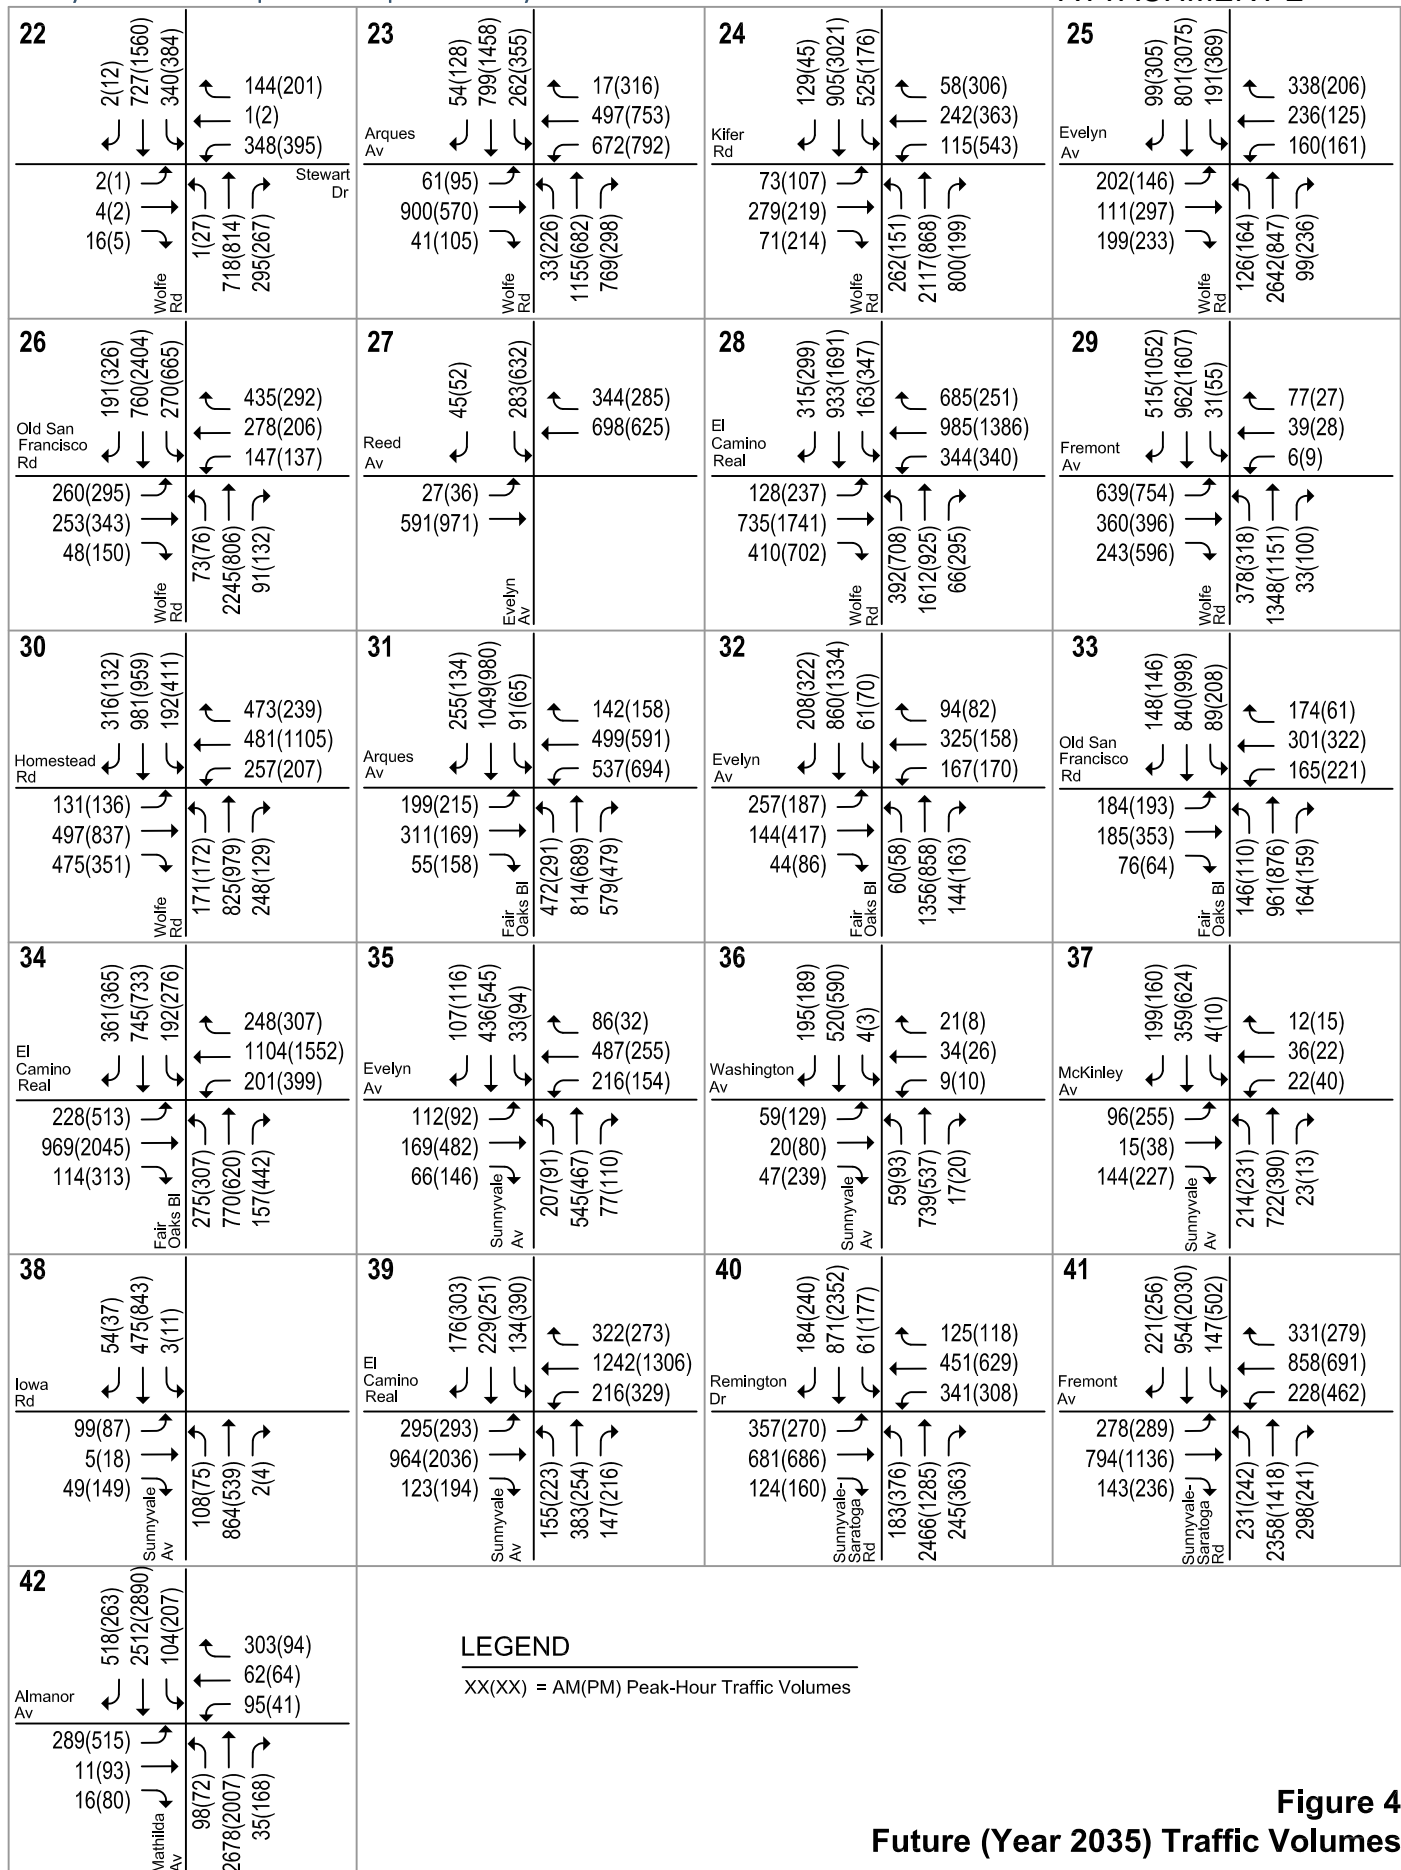 22
2(12)
727(1560)
340(384)
144(201)
1(2)
348(395)
Stewart
Dr
2(1)
4(2)
16(5)
Wolfe
Rd
1(27)
718(814)
295(267)
23
54(128)
799(1458)
262(355)
17(316)
497(753)
672(792)
Arques
Av
61(95)
900(570)
41(105)
Wolfe
Rd
33(226)
1155(682)
769(298)
24
129(45)
905(3021)
525(176)
58(306)
242(363)
115(543)
Kifer
Rd
73(107)
279(219)
71(214)
Wolfe
Rd
262(151)
2117(868)
800(199)
25
99(305)
801(3075)
191(369)
338(206)
236(125)
160(161)
Evelyn
Av
202(146)
111(297)
199(233)
Wolfe
Rd
126(164)
2642(847)
99(236)
26
191(326)
760(2404)
270(665)
435(292)
278(206)
147(137)
Old San
Francisco
Rd
260(295)
253(343)
48(150)
Wolfe
Rd
73(76)
2245(806)
91(132)
27
45(52)
283(632)
344(285)
698(625)
Reed
Av
27(36)
591(971)
Evelyn
Av
28
315(299)
933(1691)
163(347)
685(251)
985(1386)
344(340)
El
Camino
Real
128(237)
735(1741)
410(702)
Wolfe
Rd
392(708)
1612(925)
66(295)
29
515(1052)
962(1607)
31(55)
77(27)
39(28)
6(9)
Fremont
Av
639(754)
360(396)
243(596)
Wolfe
Rd
378(318)
1348(1151)
33(100)
30
316(132)
981(959)
192(411)
473(239)
481(1105)
257(207)
Homestead
Rd
131(136)
497(837)
475(351)
Wolfe
Rd
171(172)
825(979)
248(129)
31
255(134)
1049(980)
91(65)
142(158)
499(591)
537(694)
Arques
Av
199(215)
311(169)
55(158)
Fair
Oaks Bl
472(291)
814(689)
579(479)
32
208(322)
860(1334)
61(70)
94(82)
325(158)
167(170)
Evelyn
Av
257(187)
144(417)
44(86)
Fair
Oaks Bl
60(58)
1356(858)
144(163)
33
148(146)
840(998)
89(208)
174(61)
301(322)
165(221)
Old San
Francisco
Rd
184(193)
185(353)
76(64)
Fair
Oaks Bl
146(110)
961(876)
164(159)
34
361(365)
745(733)
192(276)
248(307)
1104(1552)
201(399)
El
Camino
Real
228(513)
969(2045)
114(313)
Fair
Oaks Bl
275(307)
770(620)
157(442)
35
107(116)
436(545)
33(94)
86(32)
487(255)
216(154)
Evelyn
Av
112(92)
169(482)
66(146)
Sunnyvale
Av
207(91)
545(467)
77(110)
36
195(189)
520(590)
4(3)
21(8)
34(26)
9(10)
Washington
Av
59(129)
20(80)
47(239)
Sunnyvale
Av
59(93)
739(537)
17(20)
37
199(160)
359(624)
4(10)
12(15)
36(22)
22(40)
McKinley
Av
96(255)
15(38)
144(227)
Sunnyvale
Av
214(231)
722(390)
23(13)
38
54(37)
475(843)
3(11)
Iowa
Rd
99(87)
5(18)
49(149)
Sunnyvale
Av
108(75)
864(539)
2(4)
39
176(303)
229(251)
134(390)
322(273)
1242(1306)
216(329)
El
Camino
Real
295(293)
964(2036)
123(194)
Sunnyvale
Av
155(223)
383(254)
147(216)
40
184(240)
871(2352)
61(177)
125(118)
451(629)
341(308)
Remington
Dr
357(270)
681(686)
124(160)
Sunnyvale-
Saratoga
Rd
183(376)
2466(1285)
245(363)
41
221(256)
954(2030)
147(502)
331(279)
858(691)
228(462)
Fremont
Av
278(289)
794(1136)
143(236)
Sunnyvale-
Saratoga
Rd
231(242)
2358(1418)
298(241)
42
518(263)
2512(2890)
104(207)
303(94)
62(64)
95(41)
Almanor
Av
289(515)
11(93)
16(80)
Mathilda
Av
98(72)
2678(2007)
35(168)
LEGEND
XX(XX) = AM(PM) Peak-Hour Traffic Volumes
Figure 4
Future (Year 2035) Traffic Volumes